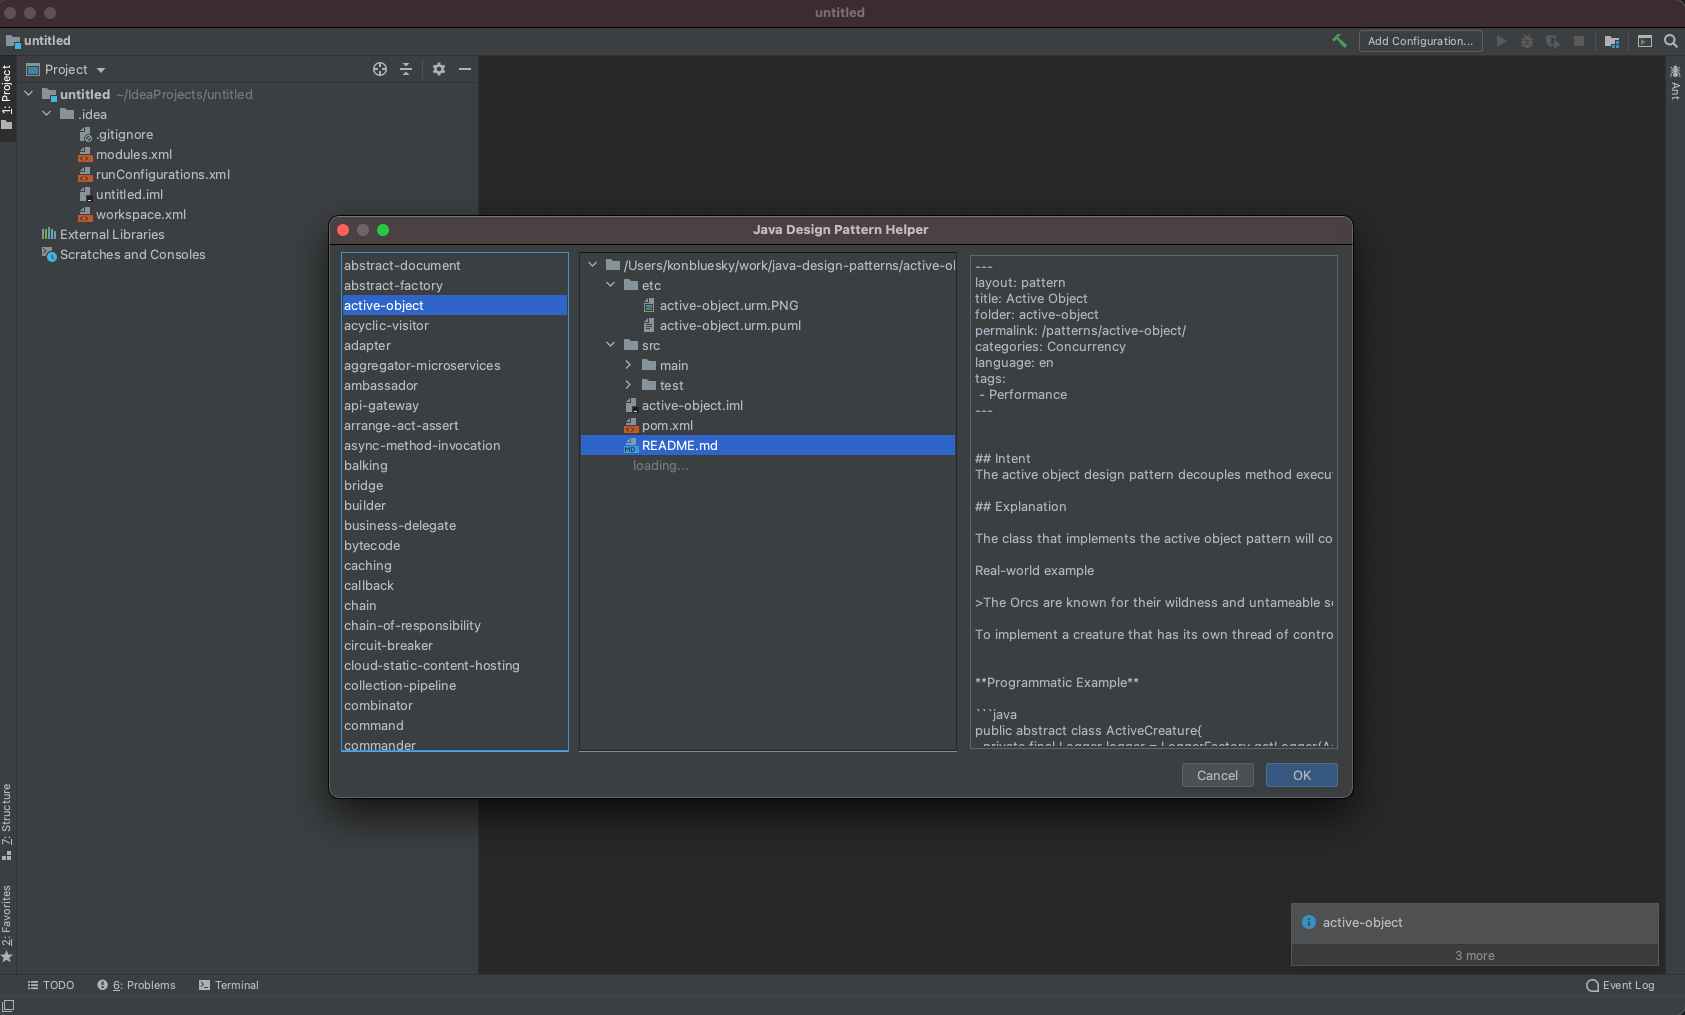 untitled
untitled
Add Configuration...
1: Project
Project
untitled ~/IdeaProjects/untitled
.idea
.gitignore
modules.xml
runConfigurations.xml
untitled.iml
workspace.xml
External Libraries
Scratches and Consoles
Ant
Java Design Pattern Helper
abstract-document
abstract-factory
active-object
acyclic-visitor
adapter
aggregator-microservices
ambassador
api-gateway
arrange-act-assert
async-method-invocation
balking
bridge
builder
business-delegate
bytecode
caching
callback
chain
chain-of-responsibility
circuit-breaker
cloud-static-content-hosting
collection-pipeline
combinator
command
commander
/Users/konbluesky/work/java-design-patterns/active-ol
etc
active-object.urm.PNG
active-object.urm.puml
src
main
test
active-object.iml
pom.xml
README.md
loading...
---
layout: pattern
title: Active Object
folder: active-object
permalink: /patterns/active-object/
categories: Concurrency
language: en
tags:
- Performance
---
## Intent
The active object design pattern decouples method execu
## Explanation
The class that implements the active object pattern will co
Real-world example
>The Orcs are known for their wildness and untameable s
To implement a creature that has its own thread of contro
**Programmatic Example**
```java
public abstract class ActiveCreature{
private final Logger logger = LoggerFactory.getLogger(A
Cancel
OK
7: Structure
2: Favorites
active-object
3 more
TODO
6: Problems
Terminal
Event Log